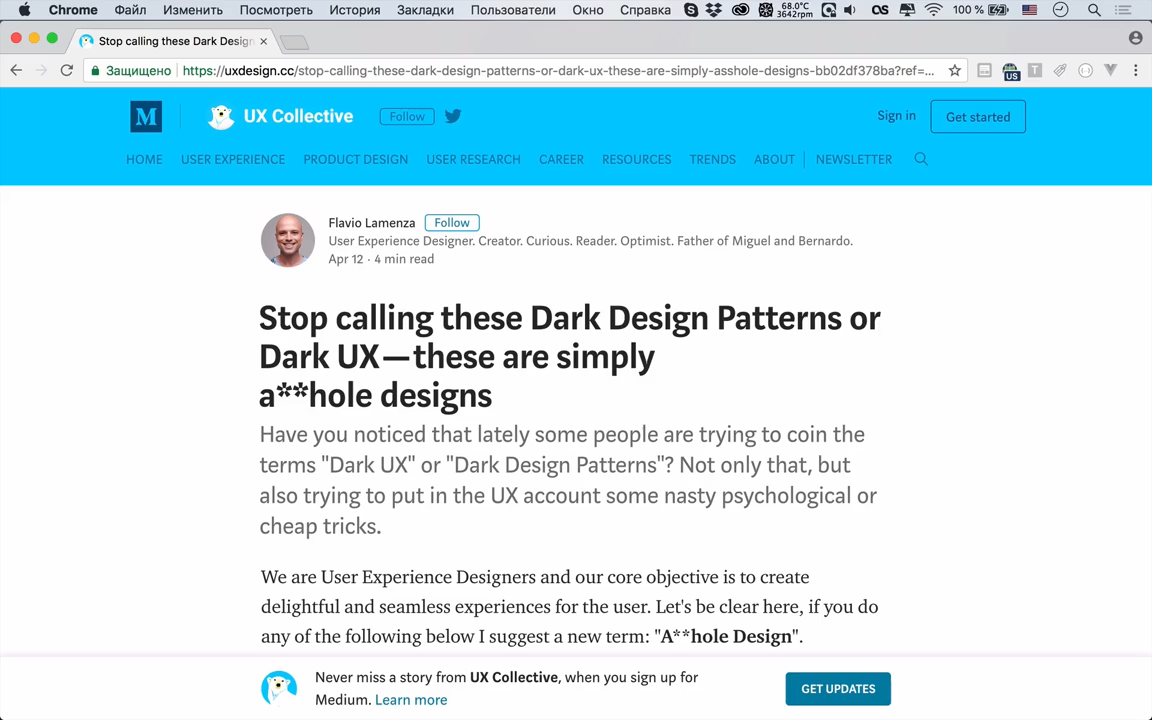 Chrome Файл Изменить Посмотреть История Закладки Пользователи Окно Справка 68.0°C 3642rpm 100 %
Stop calling these Dark Design
Защищено https://uxdesign.cc/stop-calling-these-dark-design-patterns-or-dark-ux-these-are-simply-asshole-designs-bb02df378ba?ref=... US T
M UX Collective Follow Sign in Get started
HOME USER EXPERIENCE PRODUCT DESIGN USER RESEARCH CAREER RESOURCES TRENDS ABOUT NEWSLETTER
Flavio Lamenza Follow
User Experience Designer. Creator. Curious. Reader. Optimist. Father of Miguel and Bernardo.
Apr 12 · 4 min read
Stop calling these Dark Design Patterns or
Dark UX — these are simply
a**hole designs
Have you noticed that lately some people are trying to coin the
terms "Dark UX" or "Dark Design Patterns"? Not only that, but
also trying to put in the UX account some nasty psychological or
cheap tricks.
We are User Experience Designers and our core objective is to create
delightful and seamless experiences for the user. Let's be clear here, if you do
any of the following below I suggest a new term: "A**hole Design".
Never miss a story from UX Collective, when you sign up for
Medium. Learn more
GET UPDATES